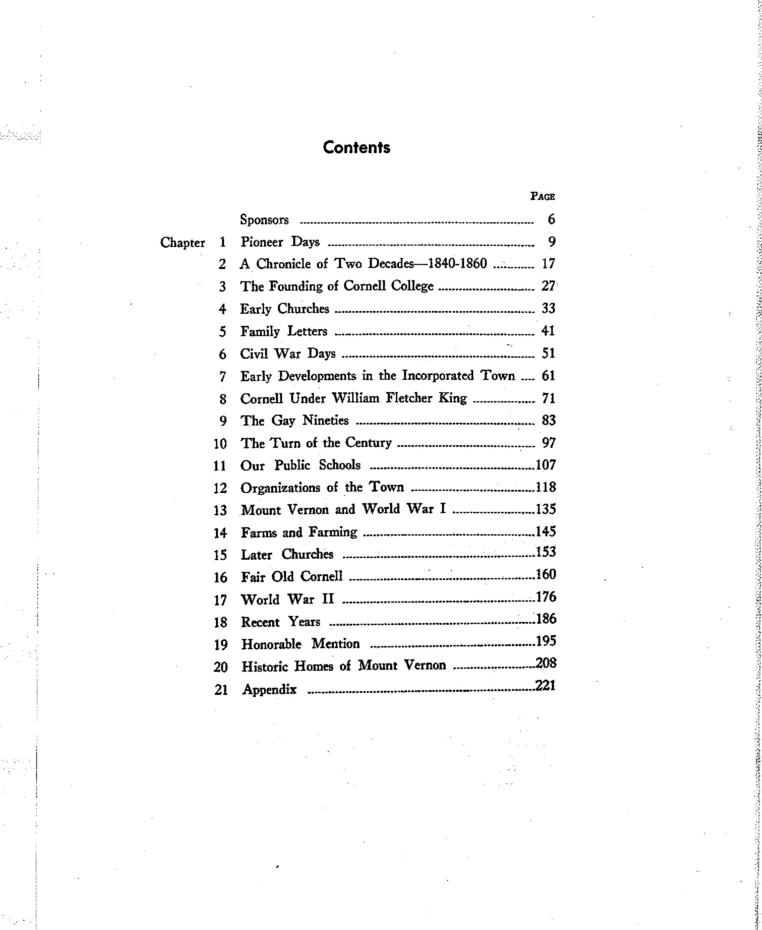 Contents
PAGE
Sponsors ........ 6
Chapter 1 Pioneer Days ........ 9
2 A Chronicle of Two Decades—1840-1860 ........ 17
3 The Founding of Cornell College ........ 27
4 Early Churches ........ 33
5 Family Letters ........ 41
6 Civil War Days ........ 51
7 Early Developments in the Incorporated Town .... 61
8 Cornell Under William Fletcher King ........ 71
9 The Gay Nineties ........ 83
10 The Turn of the Century ........ 97
11 Our Public Schools ........107
12 Organizations of the Town ........118
13 Mount Vernon and World War I ........135
14 Farms and Farming ........145
15 Later Churches ........153
16 Fair Old Cornell ........160
17 World War II ........176
18 Recent Years ........186
19 Honorable Mention ........195
20 Historic Homes of Mount Vernon ........208
21 Appendix ........221